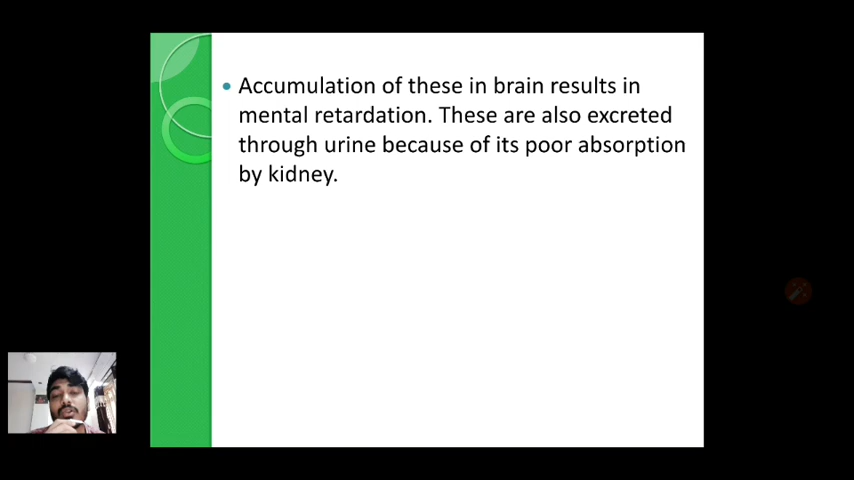 Accumulation of these in brain results in
mental retardation. These are also excreted
through urine because of its poor absorption
by kidney.